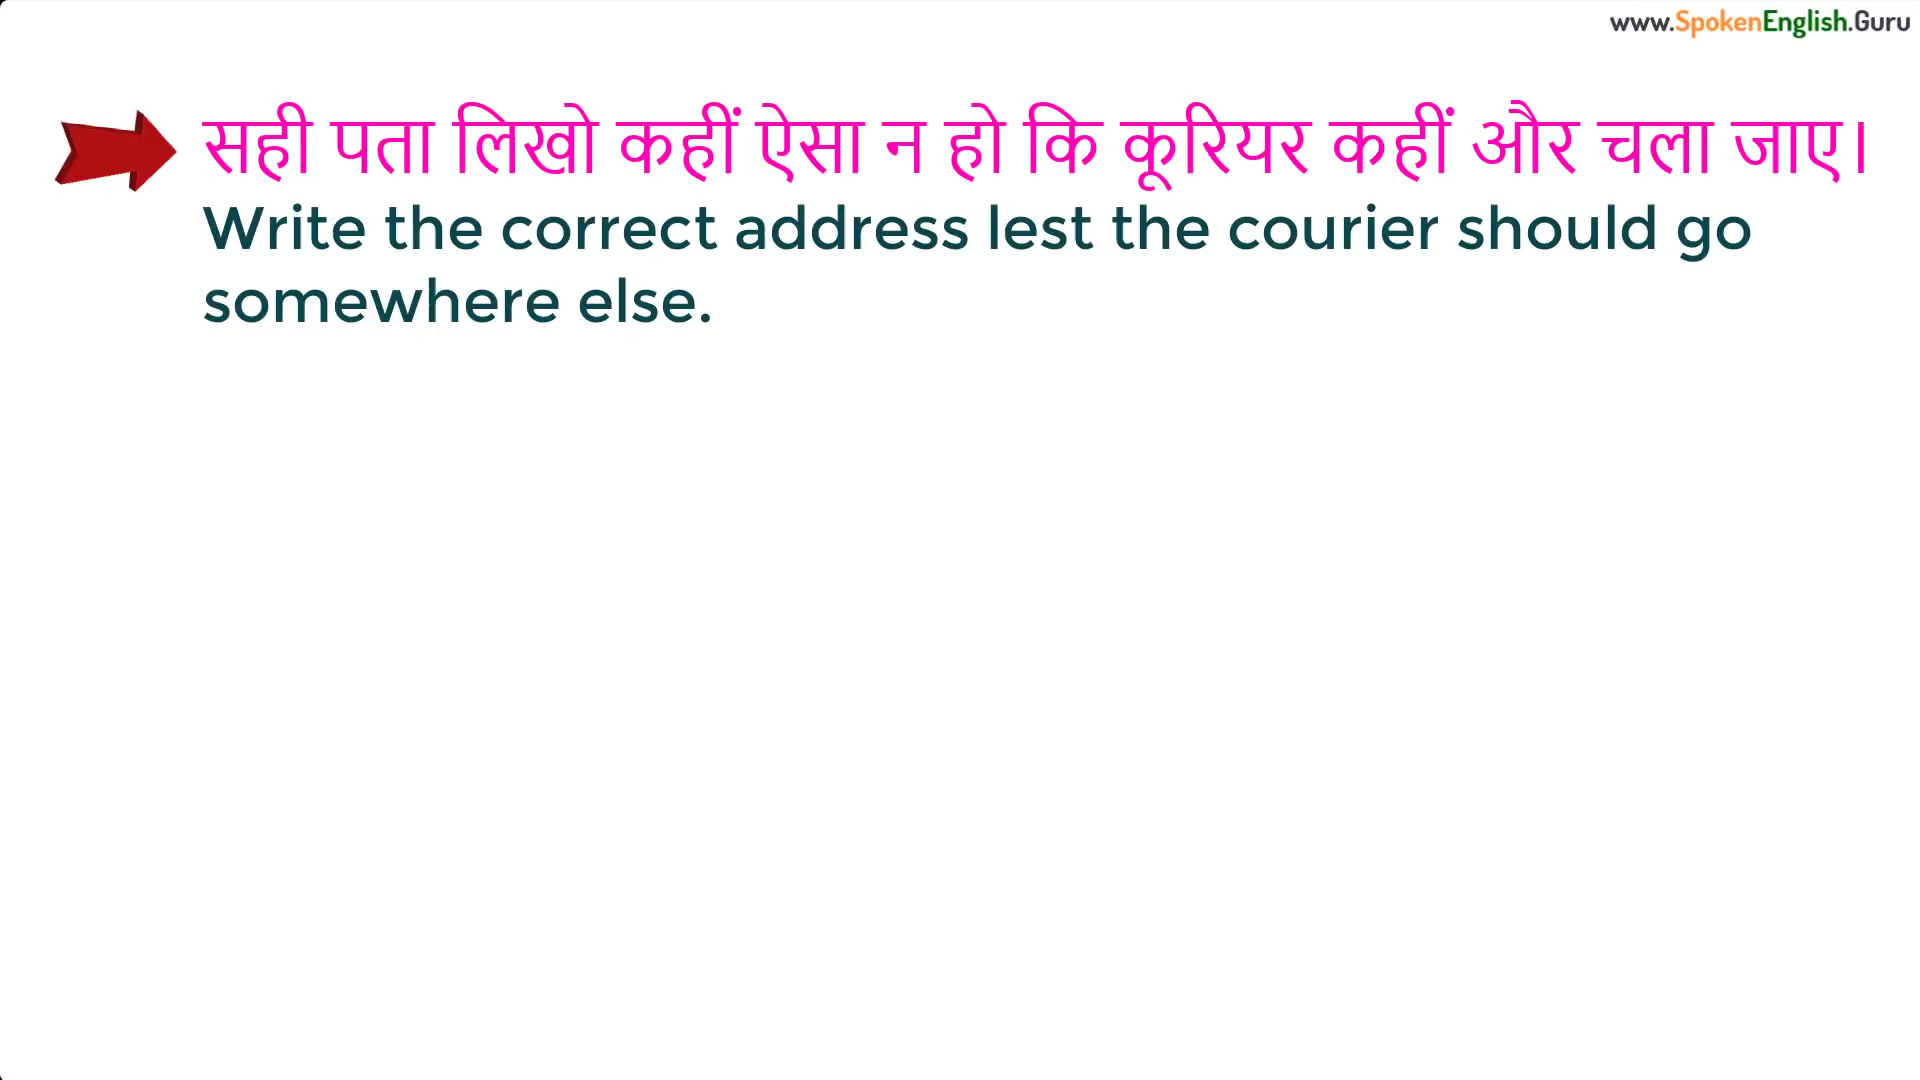 www.SpokenEnglish.Guru
सही पता लिखो कहीं ऐसा न हो कि कूरियर कहीं और चला जाए।
Write the correct address lest the courier should go
somewhere else.